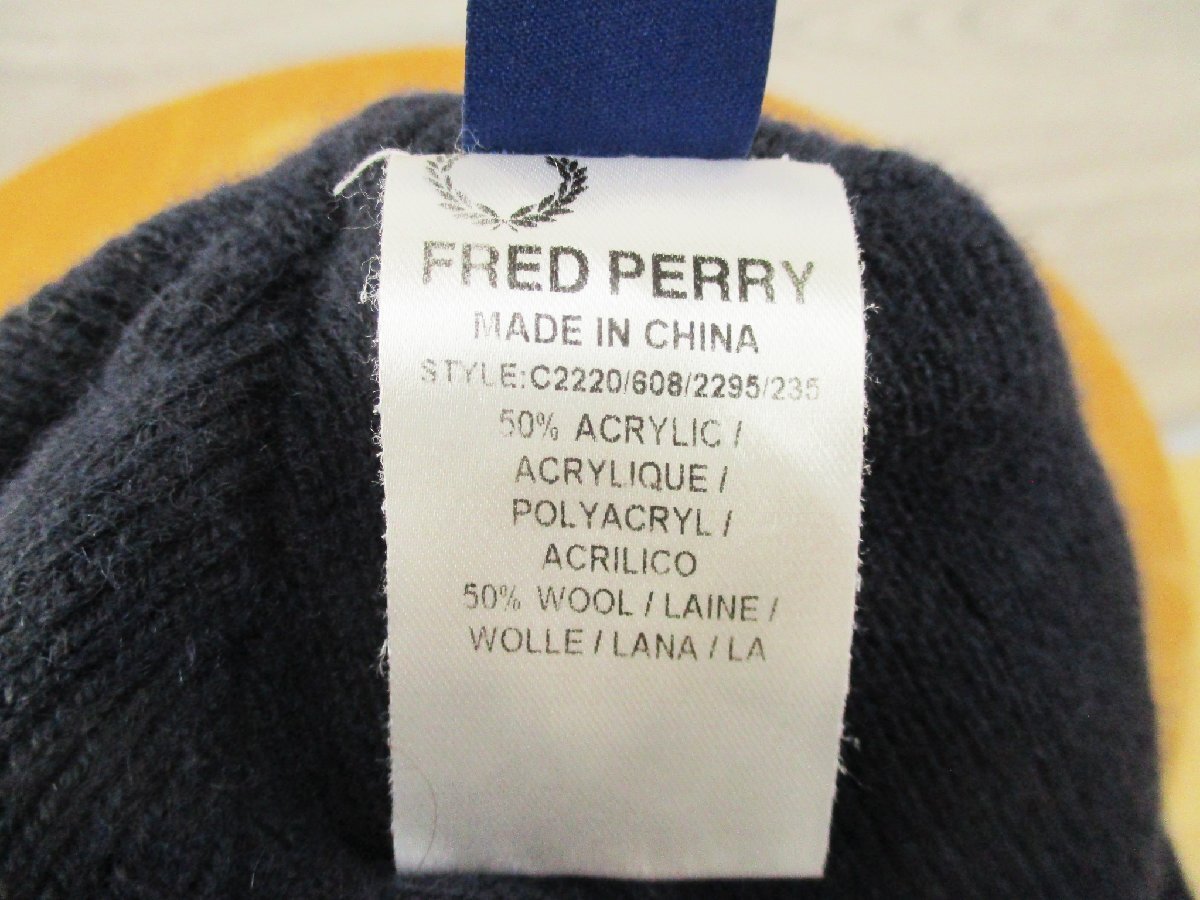 FRED PERRY
MADE IN CHINA
STYLE:C2220/608/2295/235
50% ACRYLIC /
ACRYLIQUE /
POLYACRYL /
ACRILICO
50% WOOL / LAINE /
WOLLE / LANA / LA